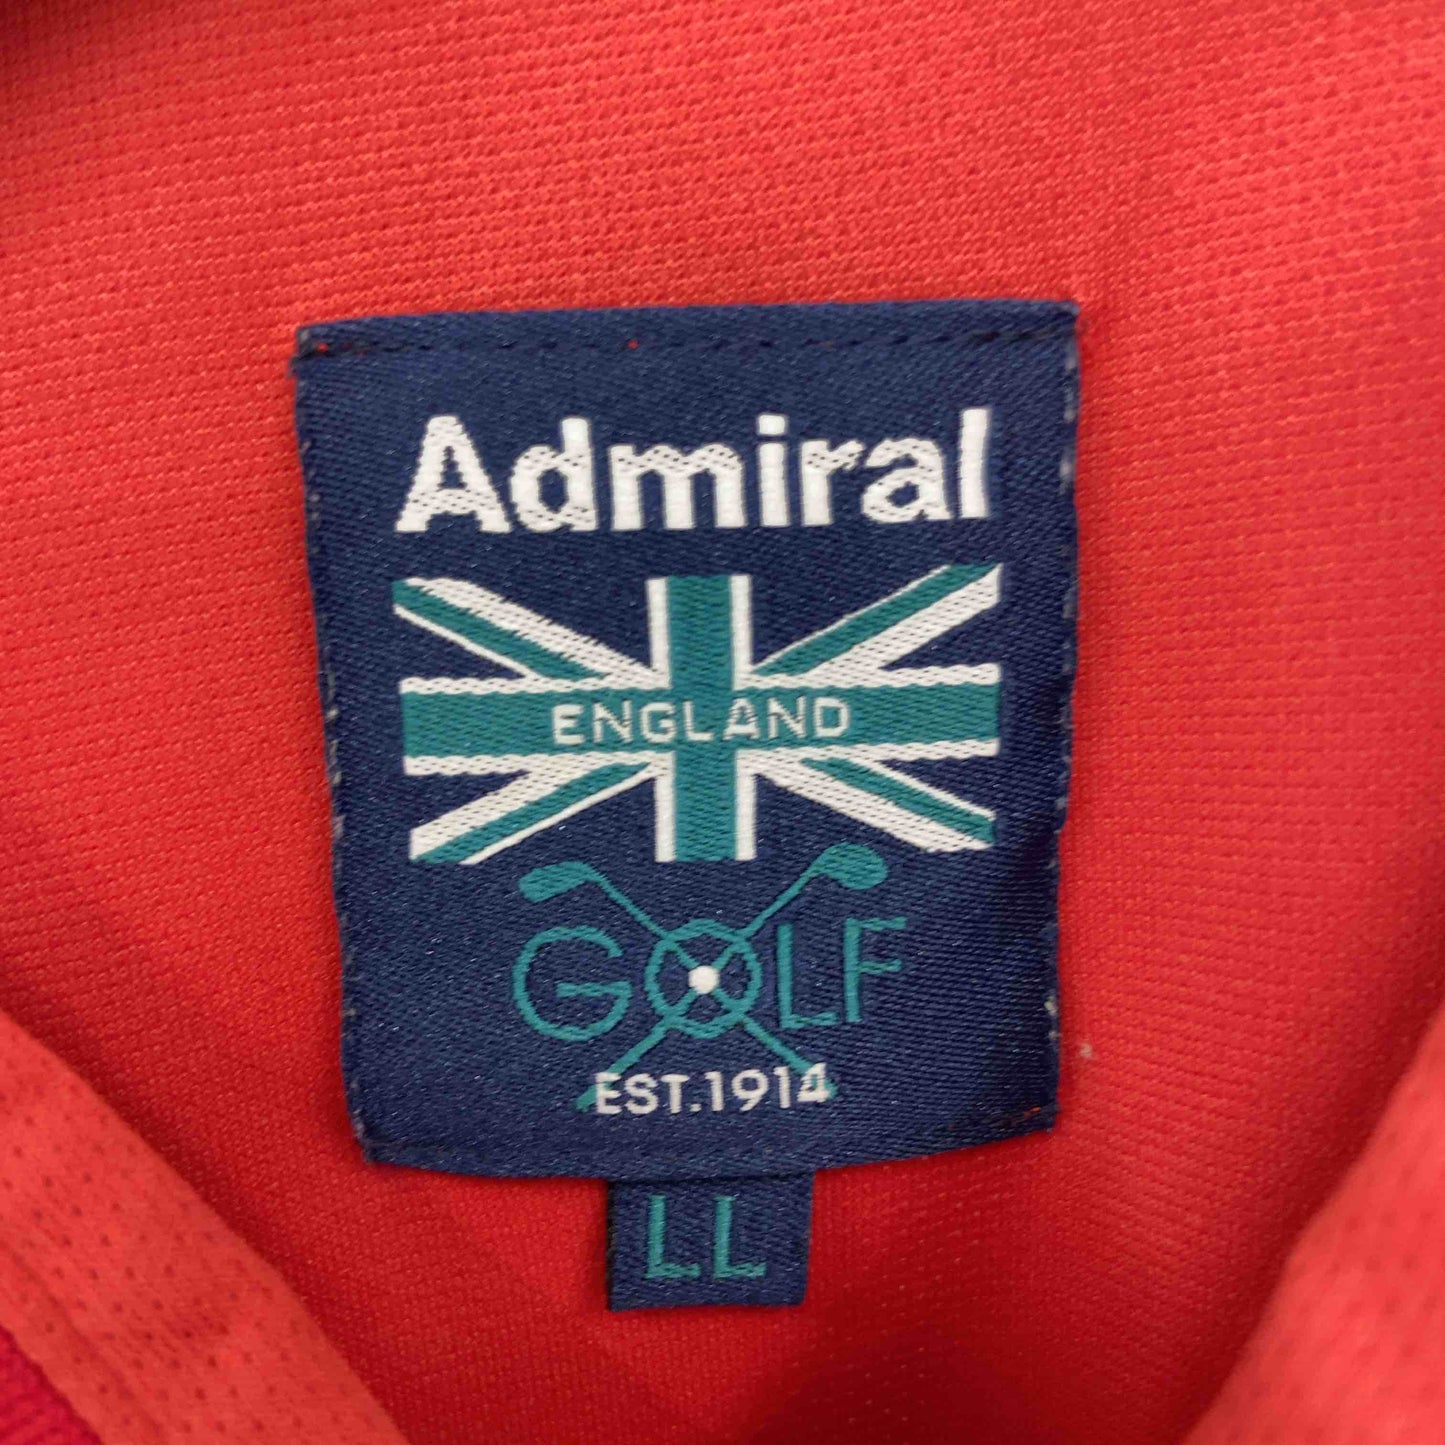 Admiral
ENGLAND
GOLF
EST.1914
LL